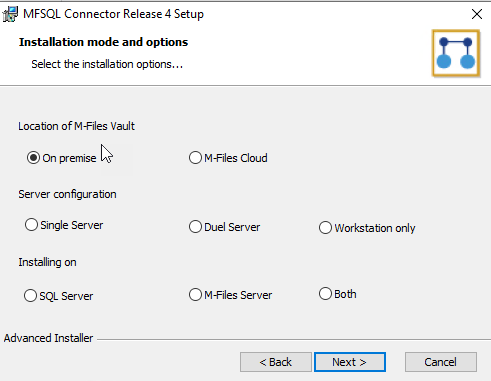 MFSQL Connector Release 4 Setup
Installation mode and options
Select the installation options...
Location of M-Files Vault
On premise
M-Files Cloud
Server configuration
Single Server
Duel Server
Workstation only
Installing on
SQL Server
M-Files Server
Both
Advanced Installer
< Back
Next >
Cancel